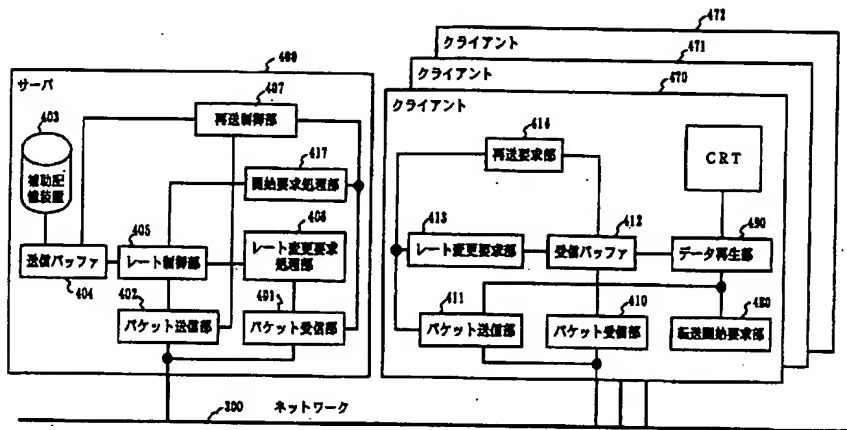 472
クライアント
471
クライアント
470
クライアント
サーバ
403
補助記
憶装置
407
再送制御部
417
開始要求処理部
405
406
送信バッファ
レート制御部
レート変更要求
処理部
404
402
401
パケット送信部
パケット受信部
414
再送要求部
CRT
413
412
490
レート変更要求部
受信バッファ
データ再生部
411
410
480
パケット送信部
パケット受信部
転送開始要求部
300
ネットワーク